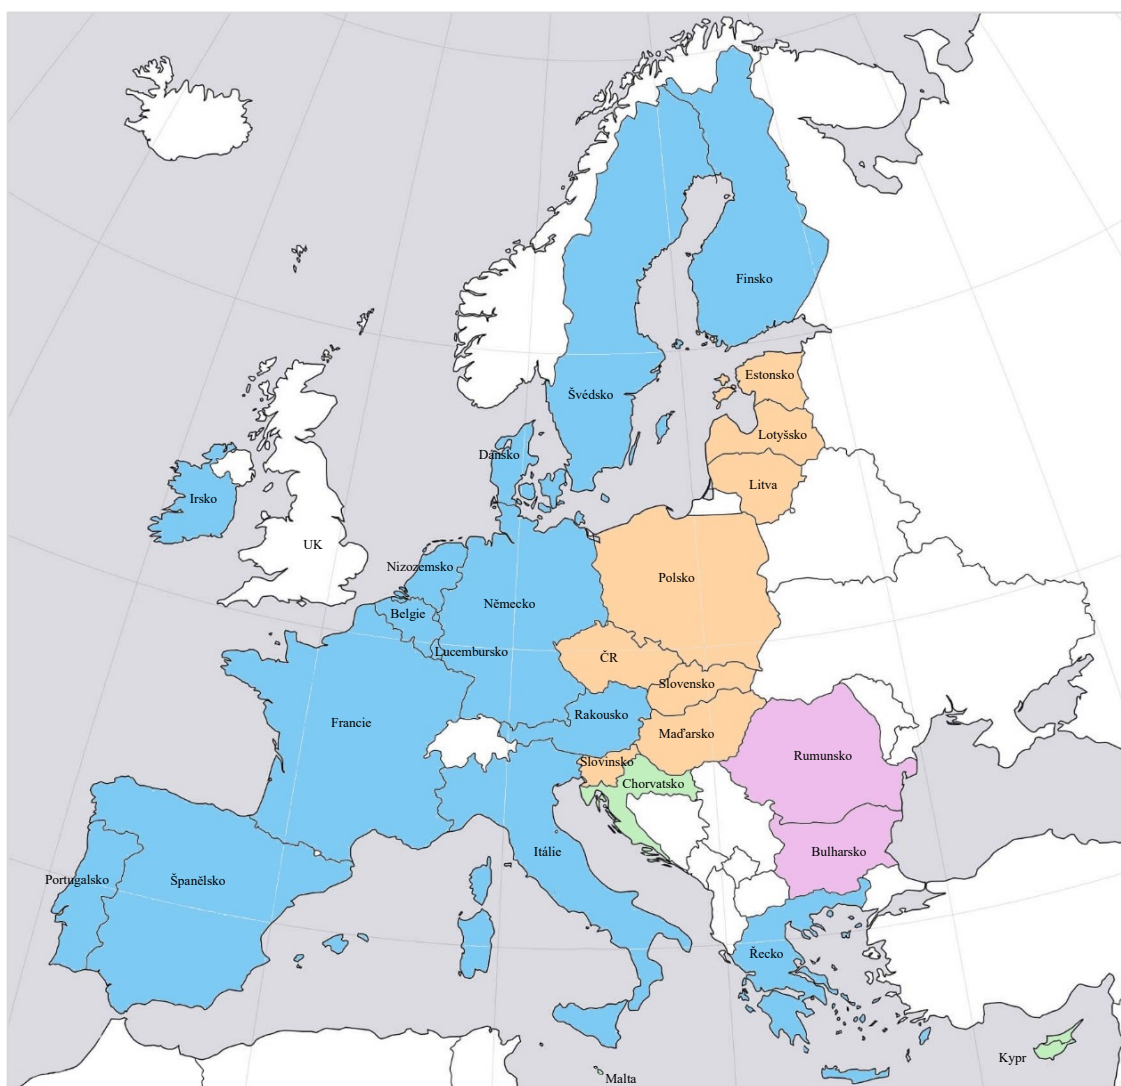 Finsko
Estonsko
Švédsko
Lotyšsko
Dánsko
Litva
Irsko
UK
Nizozemsko
Polsko
Německo
Belgie
Lucembursko
ČR
Slovensko
Rakousko
Francie
Maďarsko
Rumunsko
Slovinsko
Chorvatsko
Itálie
Bulharsko
Portugalsko
Španělsko
Řecko
Kypr
Malta